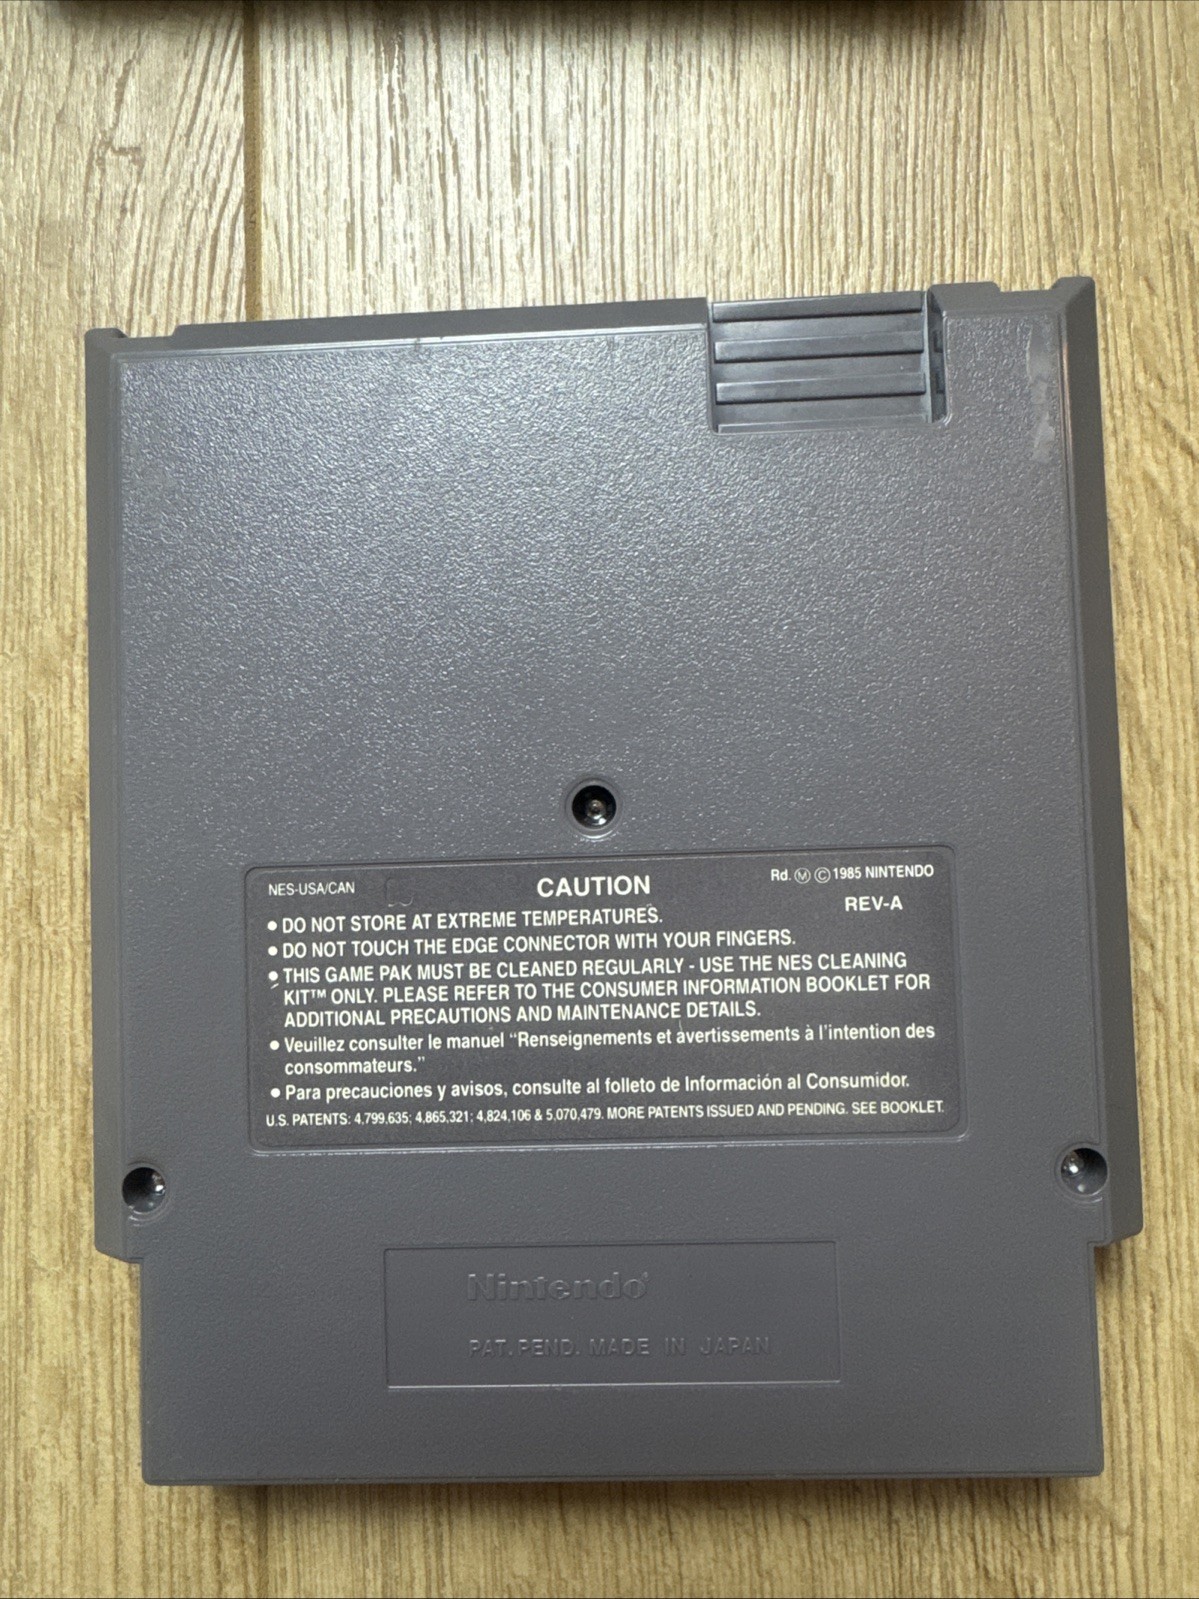 NES-USA/CAN
CAUTION
Rd. Ⓜ Ⓒ 1985 NINTENDO
REV-A
● DO NOT STORE AT EXTREME TEMPERATURES.
● DO NOT TOUCH THE EDGE CONNECTOR WITH YOUR FINGERS.
● THIS GAME PAK MUST BE CLEANED REGULARLY - USE THE NES CLEANING
KIT™ ONLY. PLEASE REFER TO THE CONSUMER INFORMATION BOOKLET FOR
ADDITIONAL PRECAUTIONS AND MAINTENANCE DETAILS.
● Veuillez consulter le manuel "Renseignements et avertissements à l'intention des
consommateurs."
● Para precauciones y avisos, consulte al folleto de Información al Consumidor.
U.S. PATENTS: 4,799,635; 4,865,321; 4,824,106 & 5,070,479. MORE PATENTS ISSUED AND PENDING. SEE BOOKLET.
Nintendo®
PAT. PEND. MADE IN JAPAN